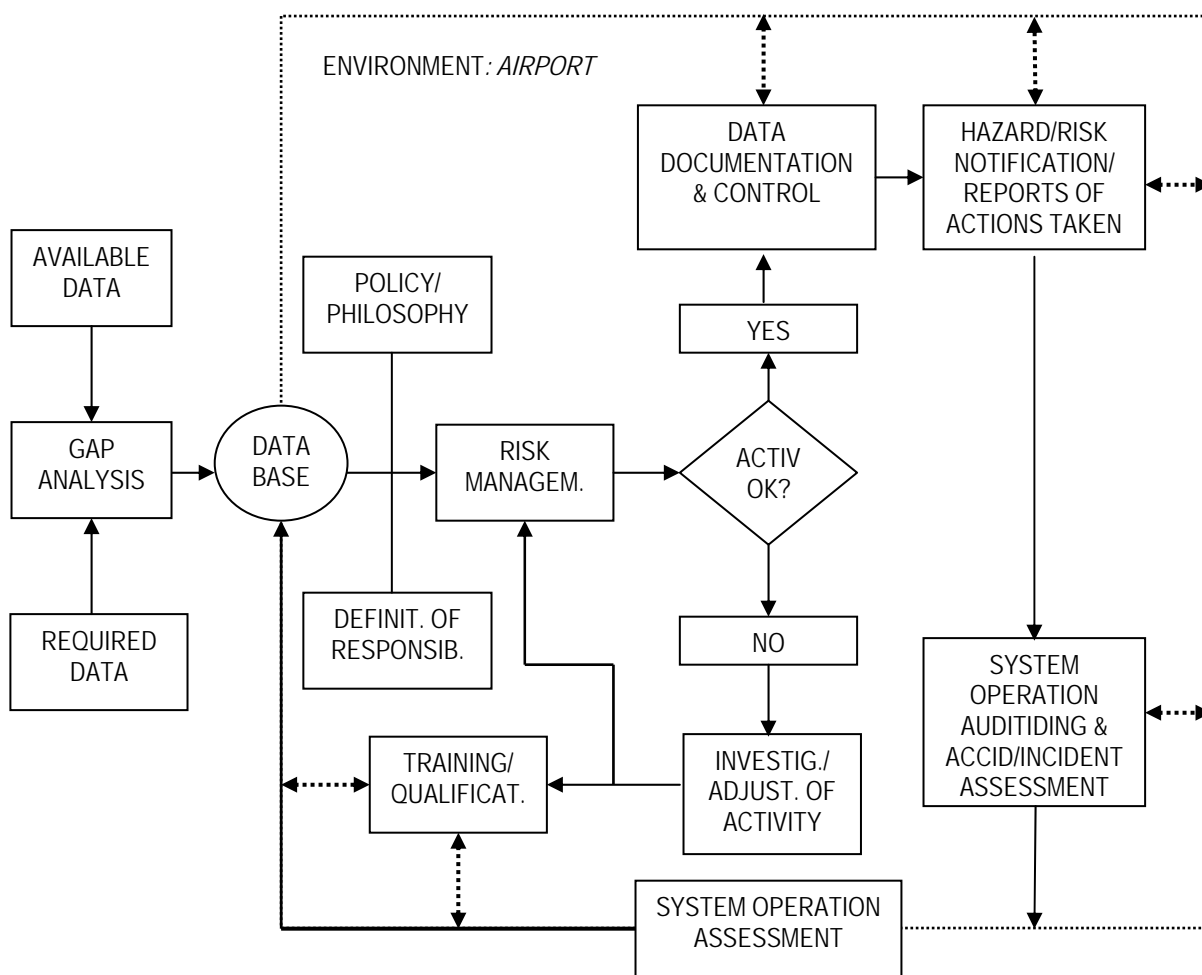 ENVIRONMENT: AIRPORT
DATA
DOCUMENTATION
& CONTROL
HAZARD/RISK
NOTIFICATION/
REPORTS OF
ACTIONS TAKEN
AVAILABLE
DATA
POLICY/
PHILOSOPHY
YES
GAP
ANALYSIS
DATA
BASE
RISK
MANAGEM.
ACTIV
OK?
REQUIRED
DATA
DEFINIT. OF
RESPONSIB.
NO
SYSTEM
OPERATION
AUDITIDING &
ACCID/INCIDENT
ASSESSMENT
TRAINING/
QUALIFICAT.
INVESTIG./
ADJUST. OF
ACTIVITY
SYSTEM OPERATION
ASSESSMENT